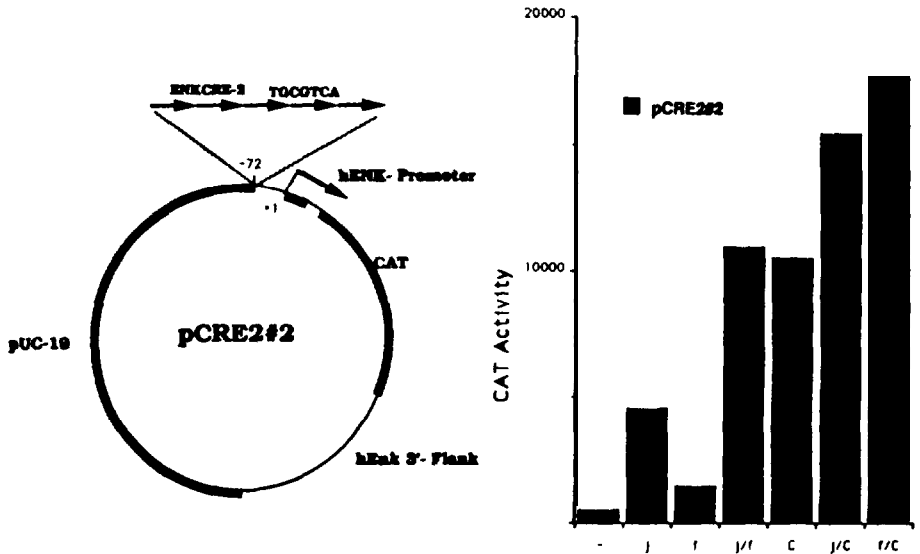 ENKCRE-2 TGCGTCA
-72
hENK- Promoter
+1
CAT
pUC-19
pCRE2#2
hEnk 3'- Flank
20000
pCRE2#2
10000
CAT Activity
- j f j/f C j/C f/C